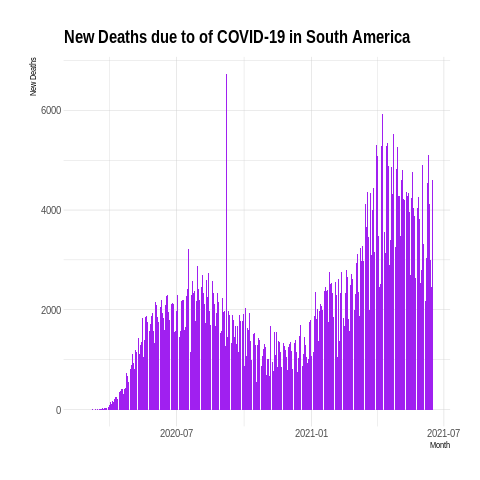 New Deaths due to of COVID-19 in South America
New Deaths
6000
4000
2000
0
2020-07
2021-01
2021-07
Month